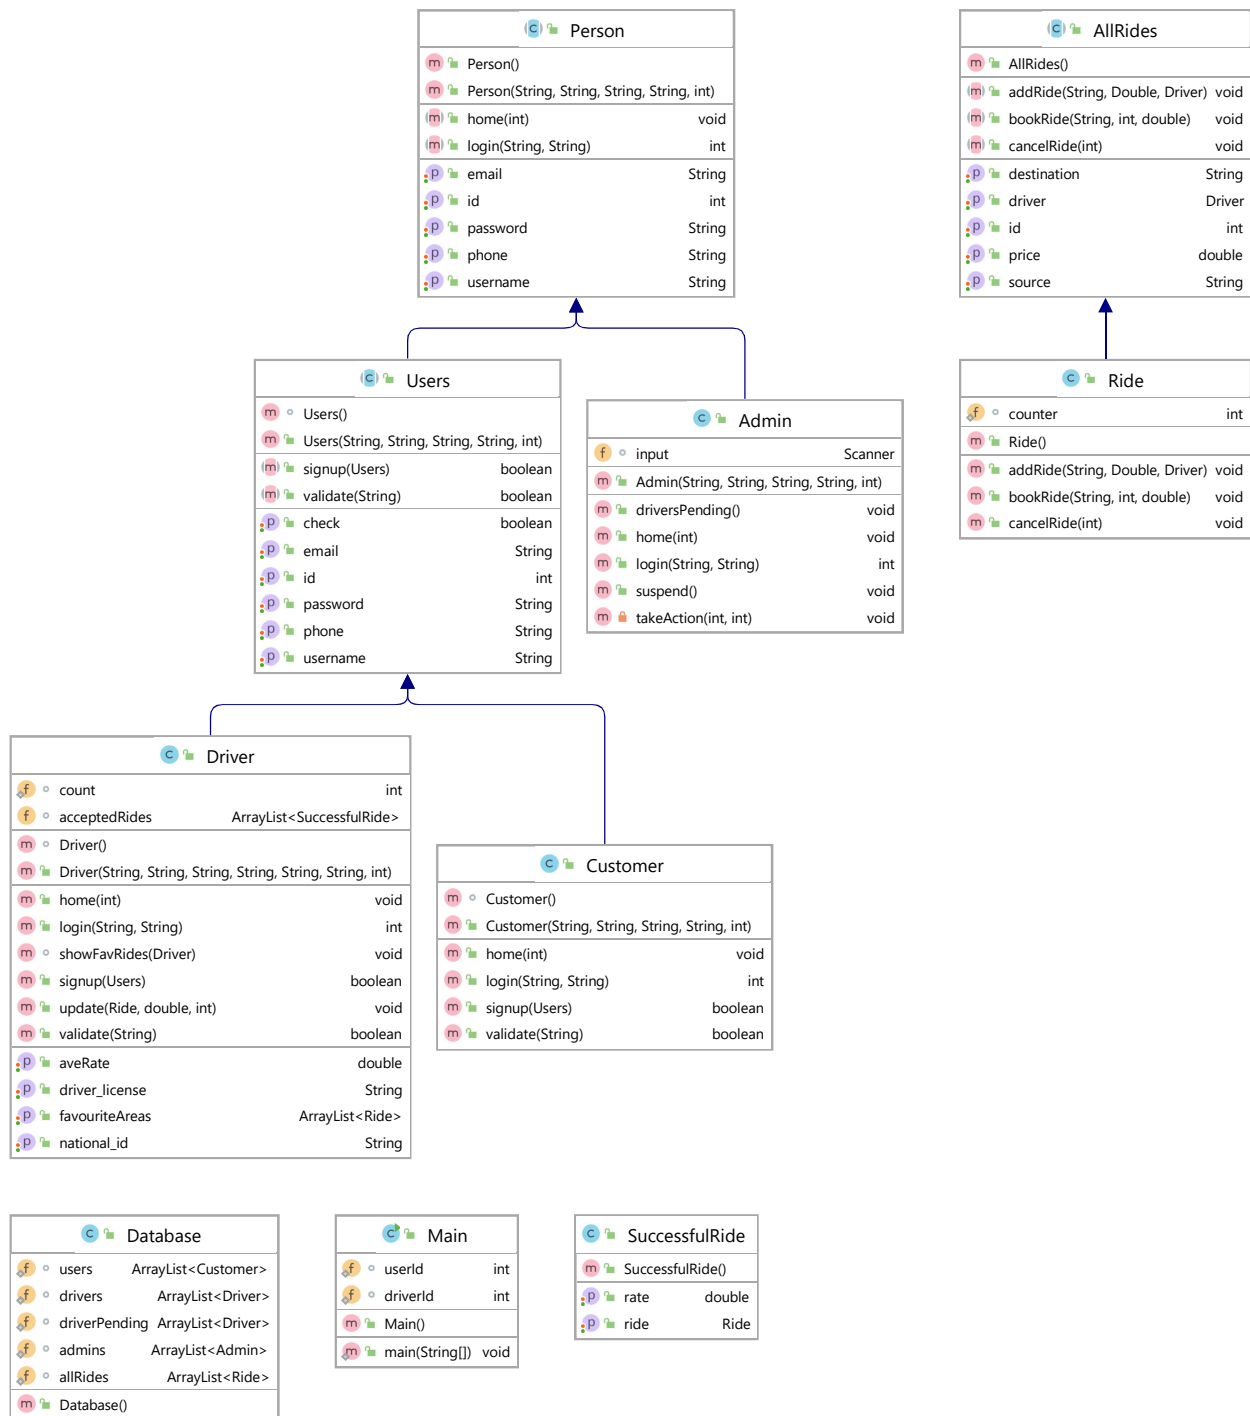 Person
Person()
Person(String, String, String, String, int)
home(int) void
login(String, String) int
email String
id int
password String
phone String
username String
AllRides
AllRides()
addRide(String, Double, Driver) void
bookRide(String, int, double) void
cancelRide(int) void
destination String
driver Driver
id int
price double
source String
Users
Users()
Users(String, String, String, String, int)
signup(Users) boolean
validate(String) boolean
check boolean
email String
id int
password String
phone String
username String
Admin
input Scanner
Admin(String, String, String, String, int)
driversPending() void
home(int) void
login(String, String) int
suspend() void
takeAction(int, int) void
Ride
counter int
Ride()
addRide(String, Double, Driver) void
bookRide(String, int, double) void
cancelRide(int) void
Driver
count int
acceptedRides ArrayList<SuccessfulRide>
Driver()
Driver(String, String, String, String, String, String, int)
home(int) void
login(String, String) int
showFavRides(Driver) void
signup(Users) boolean
update(Ride, double, int) void
validate(String) boolean
aveRate double
driver_license String
favouriteAreas ArrayList<Ride>
national_id String
Customer
Customer()
Customer(String, String, String, String, int)
home(int) void
login(String, String) int
signup(Users) boolean
validate(String) boolean
Database
users ArrayList<Customer>
drivers ArrayList<Driver>
driverPending ArrayList<Driver>
admins ArrayList<Admin>
allRides ArrayList<Ride>
Database()
Main
userId int
driverId int
Main()
main(String[]) void
SuccessfulRide
SuccessfulRide()
rate double
ride Ride